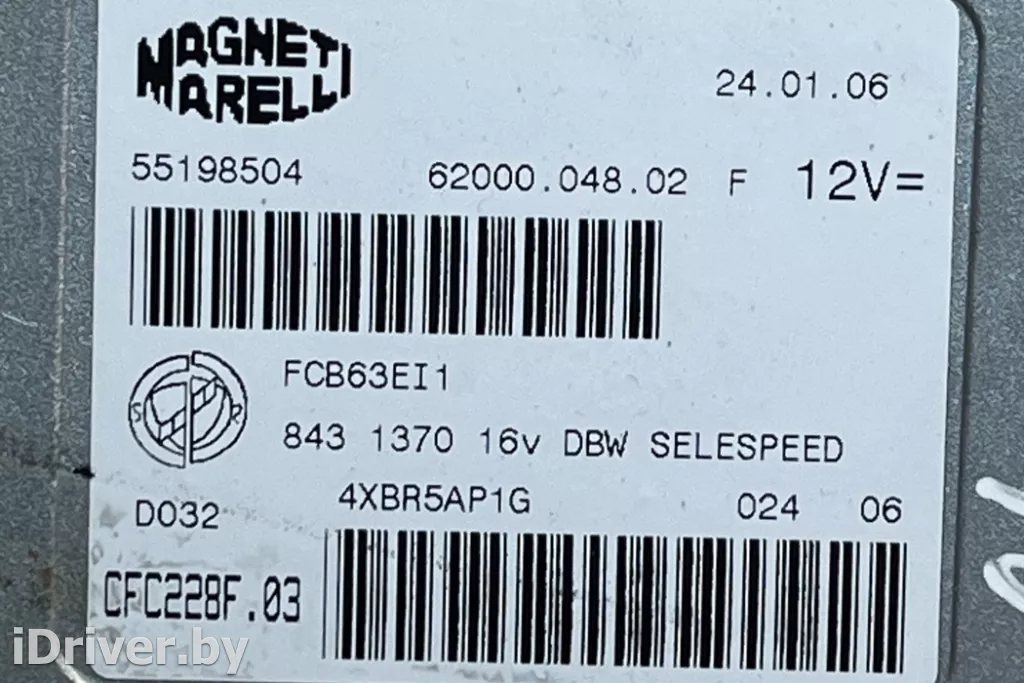 MAGNETI
MARELLI
24.01.06
55198504 62000.048.02 F 12V=
FCB63EI1
S R
843 1370 16v DBW SELESPEED
4XBR5AP1G 024 06
D032
CFC228F.03
iDriver.by